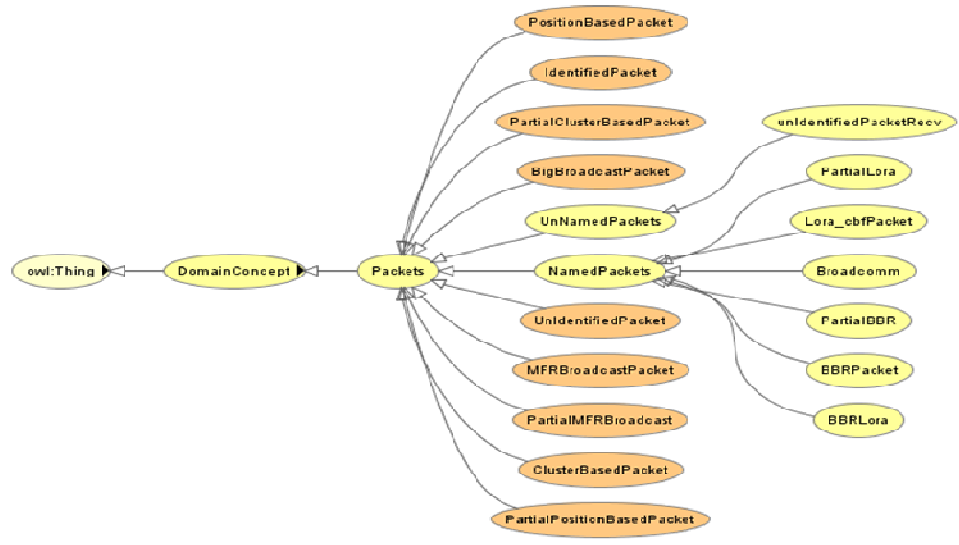 PositionBasedPacket
IdentifiedPacket
PartialClusterBasedPacket
unIdentifiedPacketRecv
BigBroadcastPacket
PartialLora
UnNamedPackets
Lora_cbfPacket
owl:Thing
DomainConcept
Packets
NamedPackets
Broadcomm
UnIdentifiedPacket
PartialBBR
MFRBroadcastPacket
BBRPacket
PartialMFRBroadcast
BBRLora
ClusterBasedPacket
PartialPositionBasedPacket